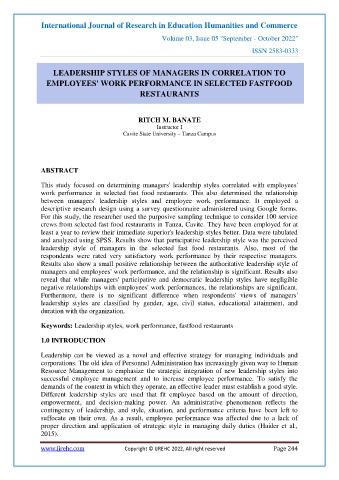 International Journal of Research in Education Humanities and Commerce
Volume 03, Issue 05 "September - October 2022"
ISSN 2583-0333
LEADERSHIP STYLES OF MANAGERS IN CORRELATION TO
EMPLOYEES' WORK PERFORMANCE IN SELECTED FASTFOOD
RESTAURANTS
RITCH M. BANATE
Instructor I
Cavite State University – Tanza Campus
ABSTRACT
This study focused on determining managers' leadership styles correlated with employees'
work performance in selected fast food restaurants. This also determined the relationship
between managers' leadership styles and employee work performance. It employed a
descriptive research design using a survey questionnaire administered using Google forms.
For this study, the researcher used the purposive sampling technique to consider 100 service
crews from selected fast food restaurants in Tanza, Cavite. They have been employed for at
least a year to review their immediate superior's leadership styles better. Data were tabulated
and analyzed using SPSS. Results show that participative leadership style was the perceived
leadership style of managers in the selected fast food restaurants. Also, most of the
respondents were rated very satisfactory work performance by their respective managers.
Results also show a small positive relationship between the authoritative leadership style of
managers and employees' work performance, and the relationship is significant. Results also
reveal that while managers' participative and democratic leadership styles have negligible
negative relationships with employees' work performances, the relationships are significant.
Furthermore, there is no significant difference when respondents' views of managers'
leadership styles are classified by gender, age, civil status, educational attainment, and
duration with the organization.
Keywords: Leadership styles, work performance, fastfood restaurants
1.0 INTRODUCTION
Leadership can be viewed as a novel and effective strategy for managing individuals and
corporations. The old idea of Personnel Administration has increasingly given way to Human
Resource Management to emphasize the strategic integration of new leadership styles into
successful employee management and to increase employee performance. To satisfy the
demands of the context in which they operate, an effective leader must establish a good style.
Different leadership styles are used that fit employee based on the amount of direction,
empowerment, and decision-making power. An administrative phenomenon reflects the
contingency of leadership, and style, situation, and performance criteria have been left to
suffocate on their own. As a result, employee performance was affected due to a lack of
proper direction and application of strategic style in managing daily duties (Haider et al.,
2015).
www.ijrehc.com Copyright © IJREHC 2022, All right reserved Page 244